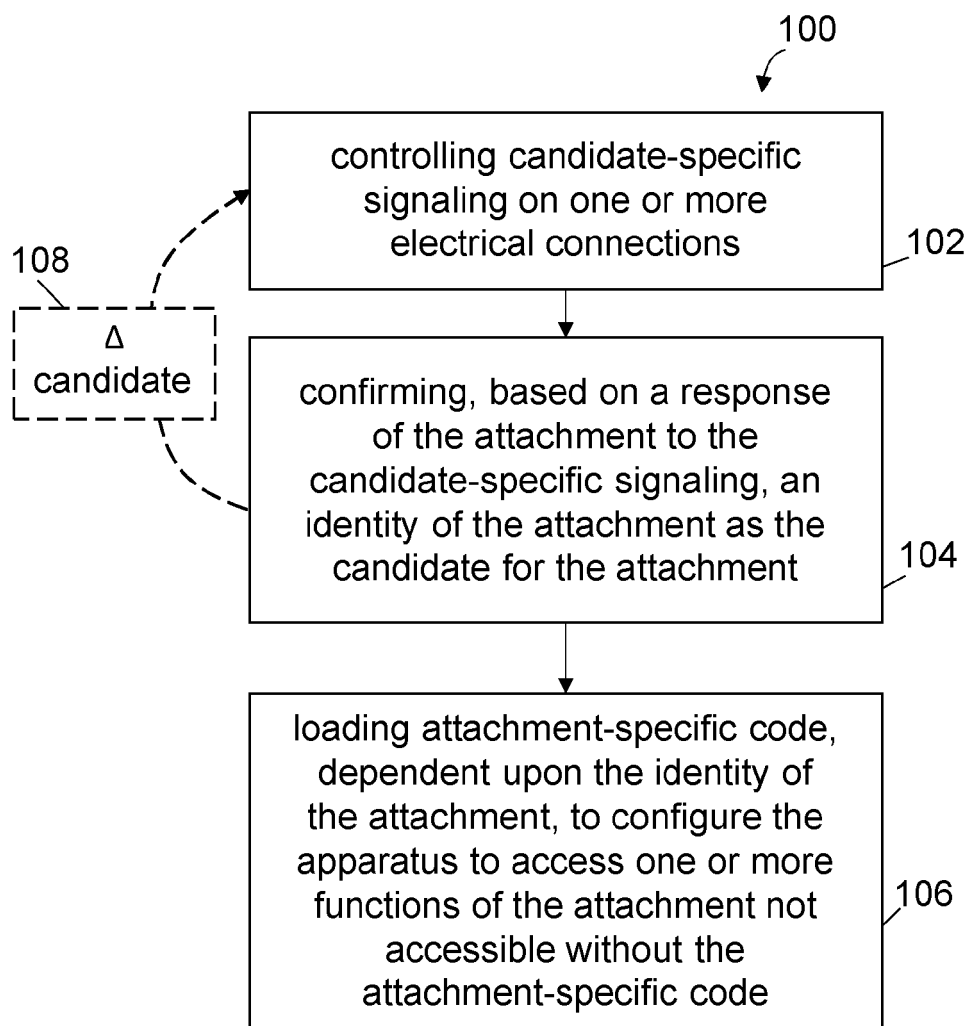 100
controlling candidate-specific
signaling on one or more
electrical connections
102
108
Δ
candidate
confirming, based on a response
of the attachment to the
candidate-specific signaling, an
identity of the attachment as the
candidate for the attachment
104
loading attachment-specific code,
dependent upon the identity of
the attachment, to configure the
apparatus to access one or more
functions of the attachment not
accessible without the
attachment-specific code
106